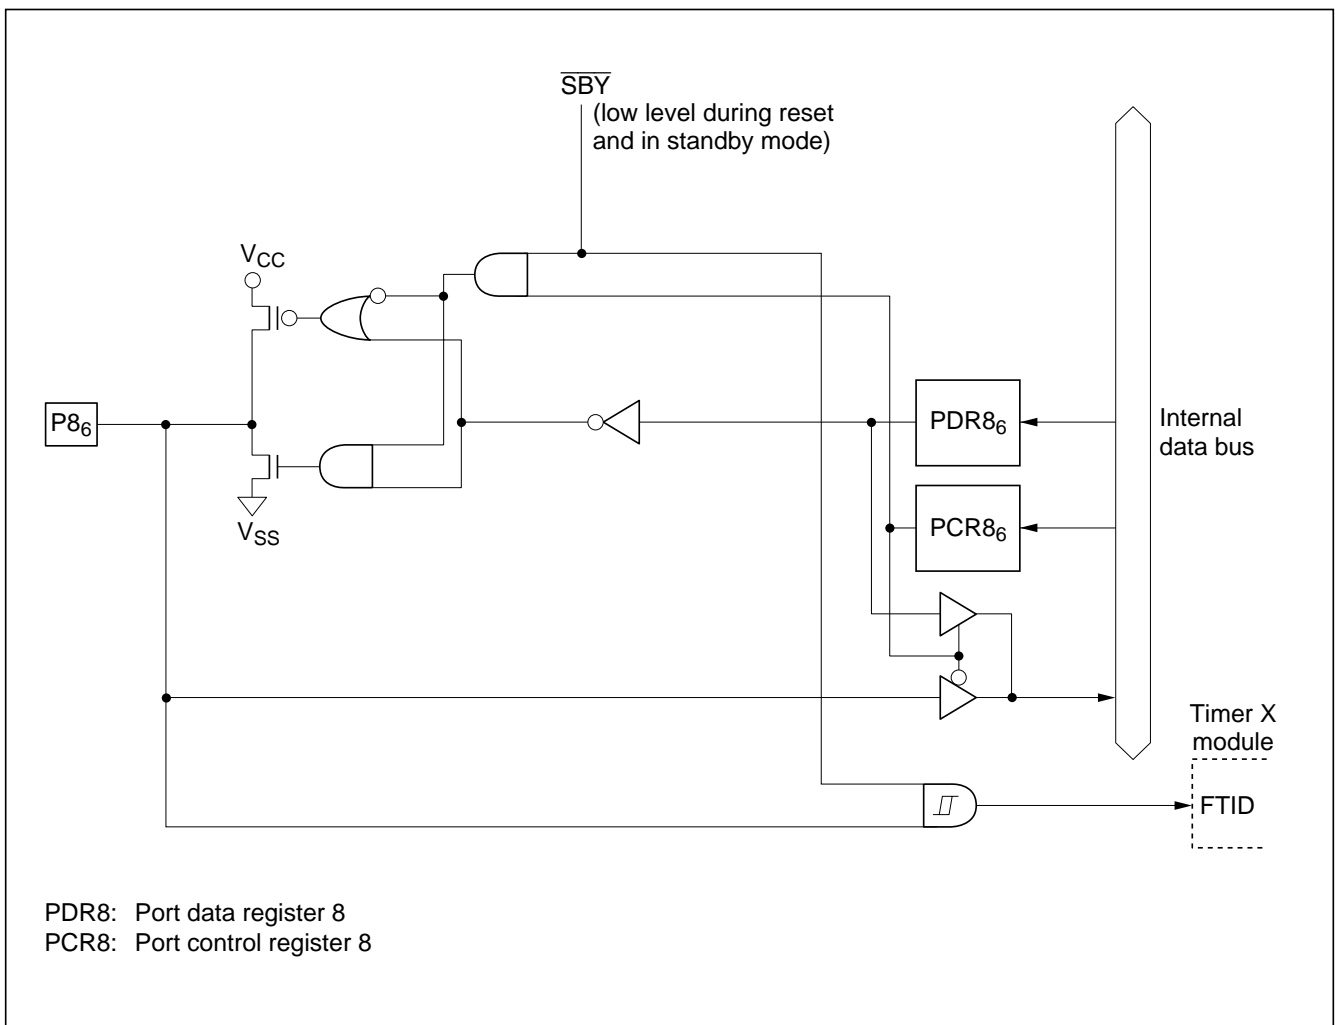 SBY
(low level during reset
and in standby mode)
VCC
P86
PDR86
Internal
data bus
VSS
PCR86
Timer X
module
FTID
PDR8: Port data register 8
PCR8: Port control register 8